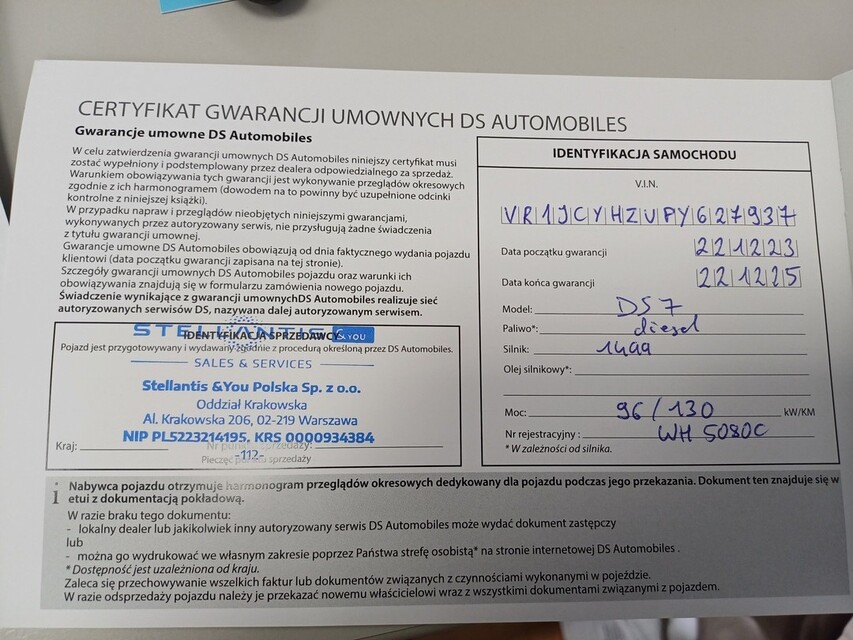 CERTYFIKAT GWARANCJI UMOWNYCH DS AUTOMOBILES
Gwarancje umowne DS Automobiles
W celu zatwierdzenia gwarancji umownych DS Automobiles niniejszy certyfikat musi
zostać wypełniony i podstemplowany przez dealera odpowiedzialnego za sprzedaż.
Warunkiem obowiązywania tych gwarancji jest wykonywanie przeglądów okresowych
zgodnie z ich harmonogramem (dowodem na to powinny być uzupełnione odcinki
kontrolne z niniejszej książki).
W przypadku napraw i przeglądów nieobjętych niniejszymi gwarancjami,
wykonywanych przez autoryzowany serwis, nie przysługują żadne świadczenia
z tytułu gwarancji umownej.
Gwarancje umowne DS Automobiles obowiązują od dnia faktycznego wydania pojazdu
klientowi (data początku gwarancji zapisana na tej stronie).
Szczegóły gwarancji umownych DS Automobiles pojazdu oraz warunki ich
obowiązywania znajdują się w formularzu zamówienia nowego pojazdu.
Świadczenie wynikające z gwarancji umownychDS Automobiles realizuje sieć
autoryzowanych serwisów DS, nazywana dalej autoryzowanym serwisem.
STELLANTIS &YOU
IDENTYFIKACJA SPRZEDAWCY
Pojazd jest przygotowywany i wydawany zgodnie z procedurą określoną przez DS Automobiles.
SALES & SERVICES
Stellantis &You Polska Sp. z o.o.
Oddział Krakowska
Al. Krakowska 206, 02-219 Warszawa
NIP PL5223214195, KRS 0000934384
Kraj: Nr punktu sprzedaży:
-112-
Pieczęć punktu sprzedaży
IDENTYFIKACJA SAMOCHODU
V.I.N.
VR1JCYHZUPY627937
Data początku gwarancji 221223
Data końca gwarancji 221225
Model: DS 7
Paliwo*: diesel
Silnik: 1499
Olej silnikowy*:
Moc: 96/130 kW/KM
Nr rejestracyjny : WH 5080C
* W zależności od silnika.
i
Nabywca pojazdu otrzymuje harmonogram przeglądów okresowych dedykowany dla pojazdu podczas jego przekazania. Dokument ten znajduje się w
etui z dokumentacją pokładową.
W razie braku tego dokumentu:
- lokalny dealer lub jakikolwiek inny autoryzowany serwis DS Automobiles może wydać dokument zastępczy
lub
- można go wydrukować we własnym zakresie poprzez Państwa strefę osobistą* na stronie internetowej DS Automobiles .
* Dostępność jest uzależniona od kraju.
Zaleca się przechowywanie wszelkich faktur lub dokumentów związanych z czynnościami wykonanymi w pojeździe.
W razie odsprzedaży pojazdu należy je przekazać nowemu właścicielowi wraz z wszystkimi dokumentami związanymi z pojazdem.